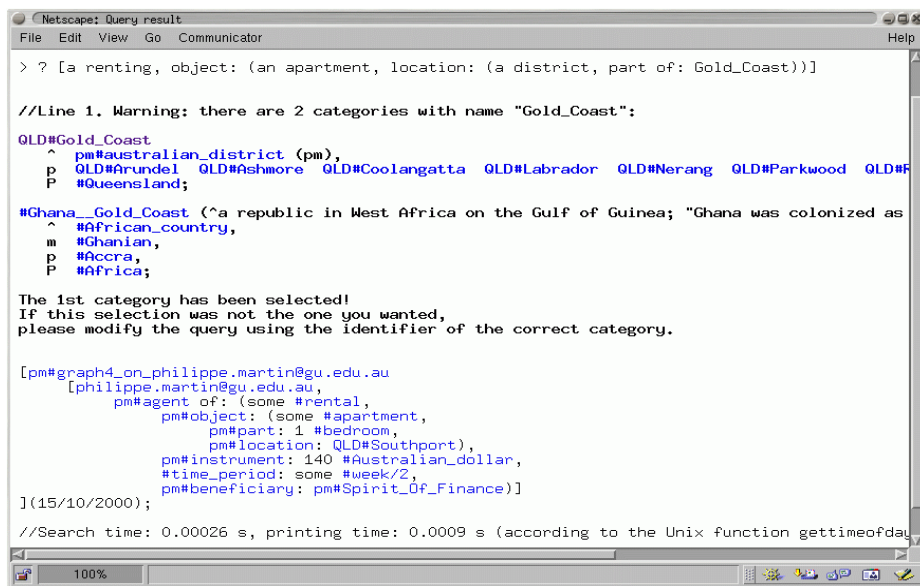 Netscape: Query result
File Edit View Go Communicator Help
> ? [a renting, object: (an apartment, location: (a district, part of: Gold_Coast))]
//Line 1. Warning: there are 2 categories with name "Gold_Coast":
QLD#Gold_Coast
^ pm#australian_district (pm),
p QLD#Arundel QLD#Ashmore QLD#Coolangatta QLD#Labrador QLD#Nerang QLD#Parkwood
P #Queensland;
#Ghana__Gold_Coast (^a republic in West Africa on the Gulf of Guinea; "Ghana was colonized as
^ #African_country,
m #Ghanian,
p #Accra,
P #Africa;
The 1st category has been selected!
If this selection was not the one you wanted,
please modify the query using the identifier of the correct category.
[pm#graph4_on_philippe.martin@gu.edu.au
[philippe.martin@gu.edu.au,
pm#agent of: (some #rental,
pm#object: (some #apartment,
pm#part: 1 #bedroom,
pm#location: QLD#Southport),
pm#instrument: 140 #Australian_dollar,
#time_period: some #week/2,
pm#beneficiary: pm#Spirit_Of_Finance)]
](15/10/2000);
//Search time: 0.00026 s, printing time: 0.0009 s (according to the Unix function gettimeofday
100%